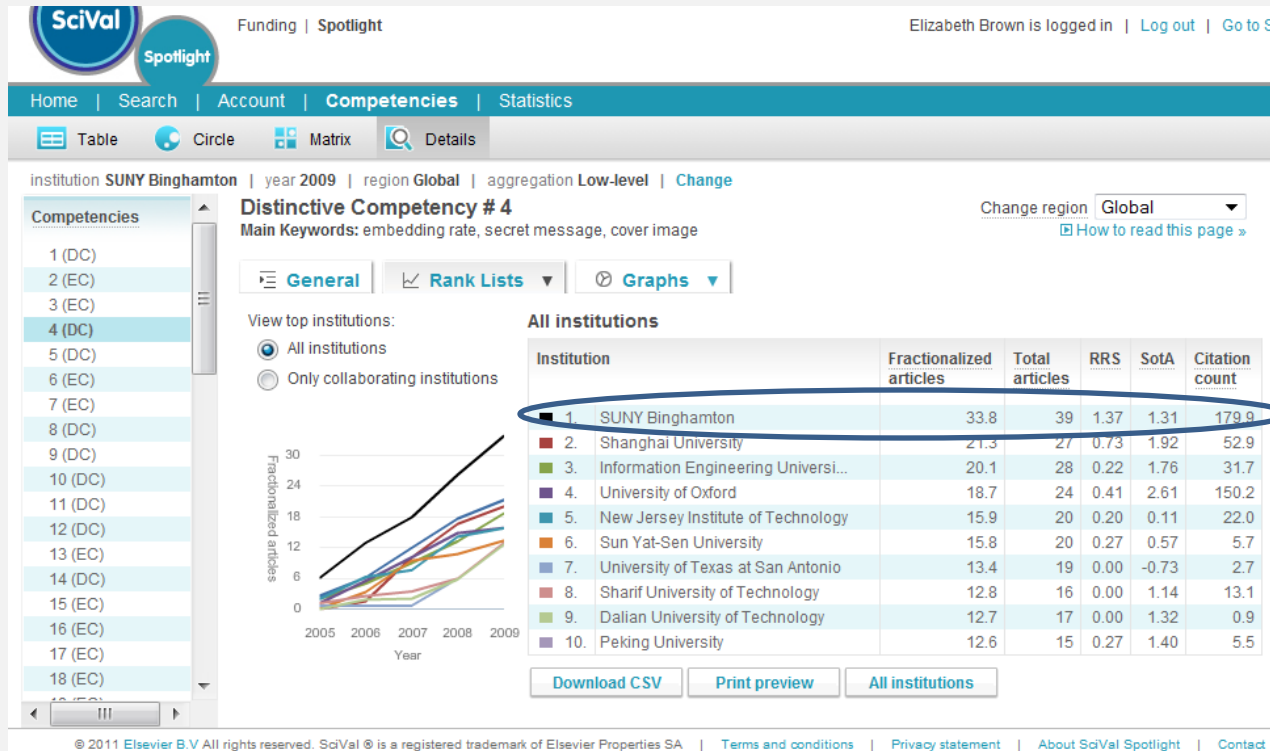 SciVal
Spotlight
Funding | Spotlight
Elizabeth Brown is logged in | Log out | Go to S
Home | Search | Account | Competencies | Statistics
Table Circle Matrix Details
institution SUNY Binghamton | year 2009 | region Global | aggregation Low-level | Change
Competencies
1 (DC)
2 (EC)
3 (EC)
4 (DC)
5 (DC)
6 (EC)
7 (EC)
8 (DC)
9 (DC)
10 (DC)
11 (DC)
12 (DC)
13 (EC)
14 (DC)
15 (EC)
16 (EC)
17 (EC)
18 (EC)
Distinctive Competency # 4
Main Keywords: embedding rate, secret message, cover image
Change region Global
How to read this page »
General Rank Lists Graphs
View top institutions:
All institutions
Only collaborating institutions
Fractionalized articles
30
24
18
12
6
0
2005 2006 2007 2008 2009
Year
All institutions
Institution Fractionalized articles Total articles RRS SotA Citation count
1. SUNY Binghamton 33.8 39 1.37 1.31 179.9
2. Shanghai University 21.3 27 0.73 1.92 52.9
3. Information Engineering Universi... 20.1 28 0.22 1.76 31.7
4. University of Oxford 18.7 24 0.41 2.61 150.2
5. New Jersey Institute of Technology 15.9 20 0.20 0.11 22.0
6. Sun Yat-Sen University 15.8 20 0.27 0.57 5.7
7. University of Texas at San Antonio 13.4 19 0.00 -0.73 2.7
8. Sharif University of Technology 12.8 16 0.00 1.14 13.1
9. Dalian University of Technology 12.7 17 0.00 1.32 0.9
10. Peking University 12.6 15 0.27 1.40 5.5
Download CSV Print preview All institutions
© 2011 Elsevier B.V All rights reserved. SciVal ® is a registered trademark of Elsevier Properties SA | Terms and conditions | Privacy statement | About SciVal Spotlight | Contact